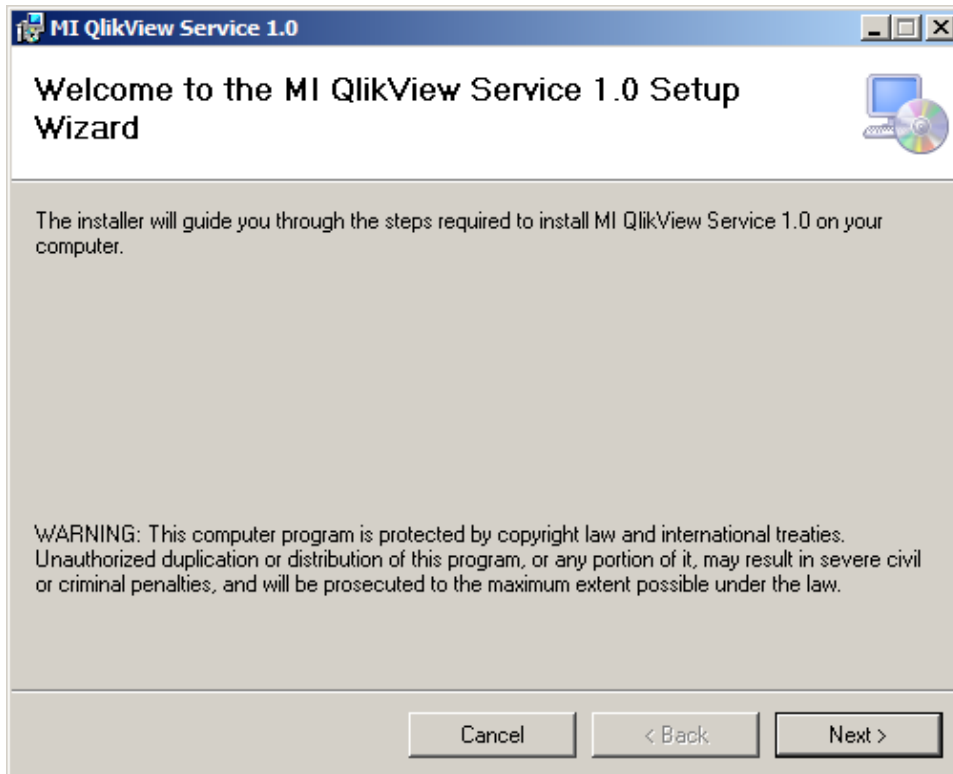 MI QlikView Service 1.0
Welcome to the MI QlikView Service 1.0 Setup
Wizard
The installer will guide you through the steps required to install MI QlikView Service 1.0 on your
computer.
WARNING: This computer program is protected by copyright law and international treaties.
Unauthorized duplication or distribution of this program, or any portion of it, may result in severe civil
or criminal penalties, and will be prosecuted to the maximum extent possible under the law.
Cancel
< Back
Next >